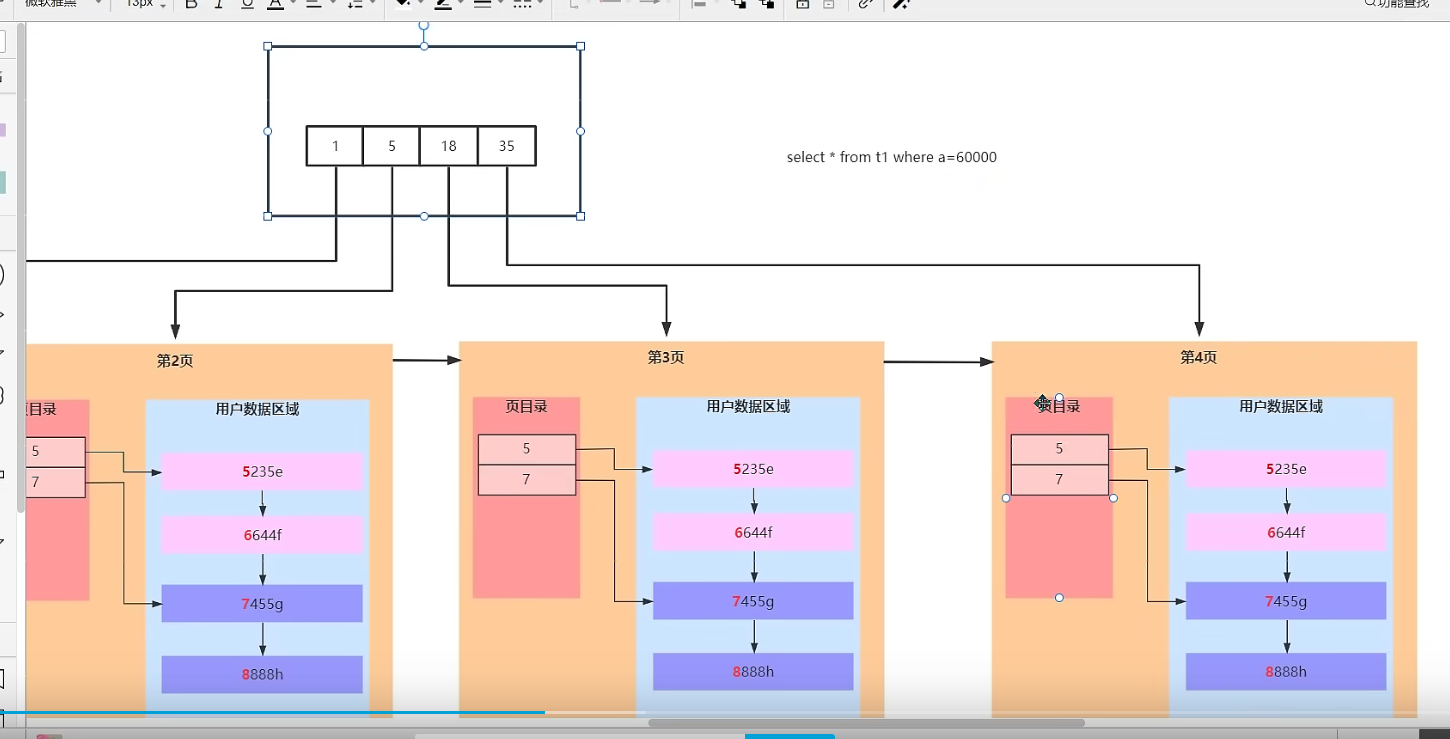 微软雅黑
13px
B
I
U
A
功能查找
1 5 18 35
select * from t1 where a=60000
第2页
第3页
第4页
目录
用户数据区域
5
7
5235e
6644f
7455g
8888h
页目录
用户数据区域
5
7
5235e
6644f
7455g
8888h
页目录
用户数据区域
5
7
5235e
6644f
7455g
8888h